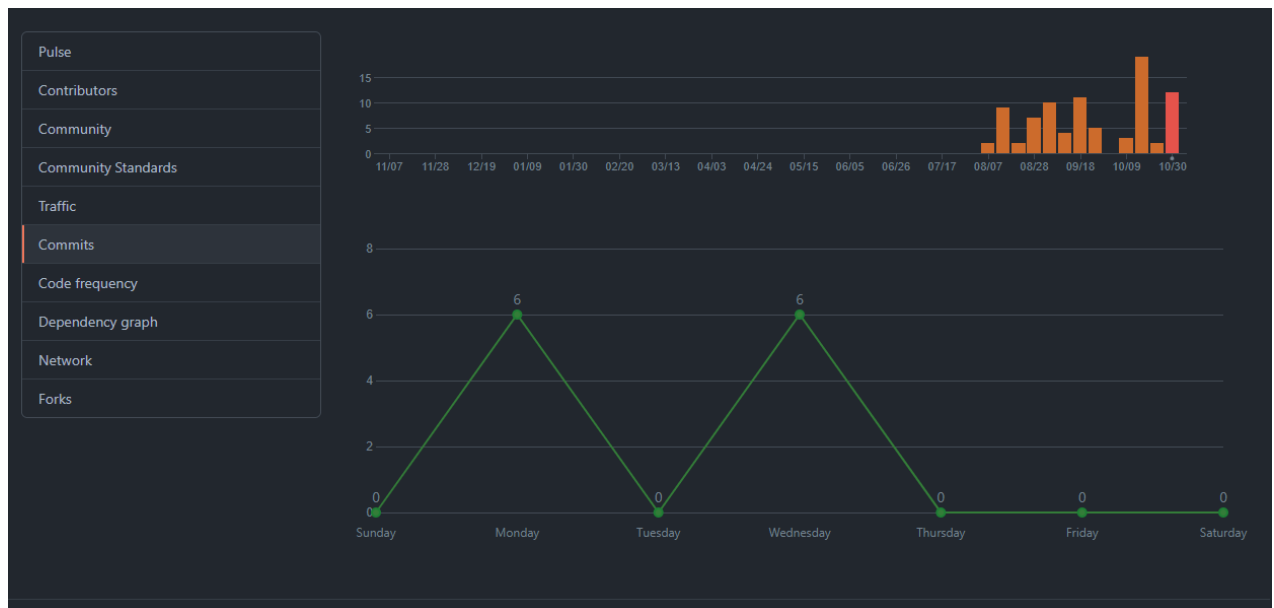 Pulse
Contributors
Community
Community Standards
Traffic
Commits
Code frequency
Dependency graph
Network
Forks
15
10
5
0
11/07 11/28 12/19 01/09 01/30 02/20 03/13 04/03 04/24 05/15 06/05 06/26 07/17 08/07 08/28 09/18 10/09 10/30
8
6 6
6
4
2
0 0 0 0 0
0
Sunday Monday Tuesday Wednesday Thursday Friday Saturday